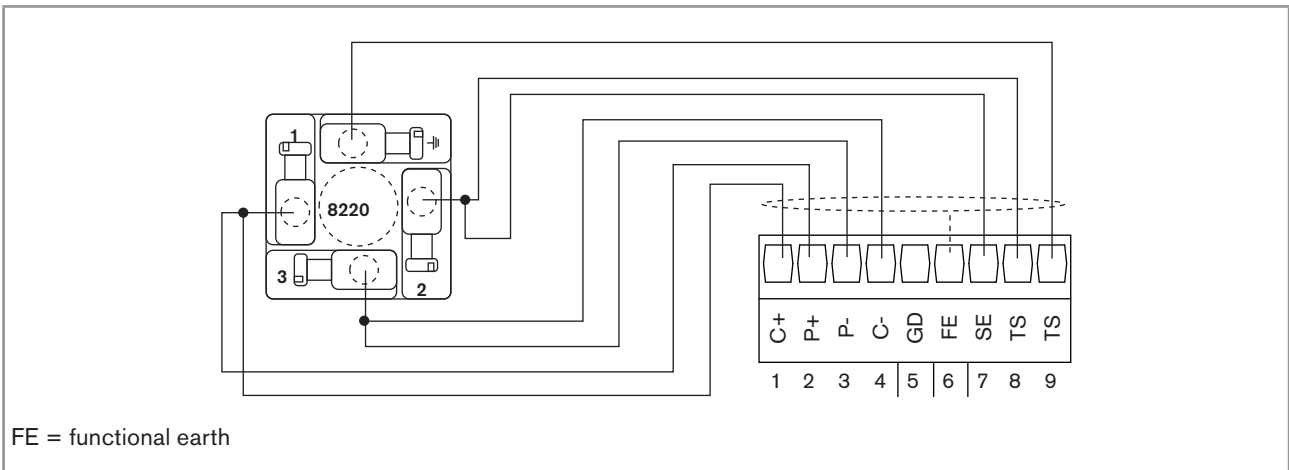 1
8220
3
2
C+ P+ P- C- GD FE SE TS TS
1 2 3 4 5 6 7 8 9
FE = functional earth